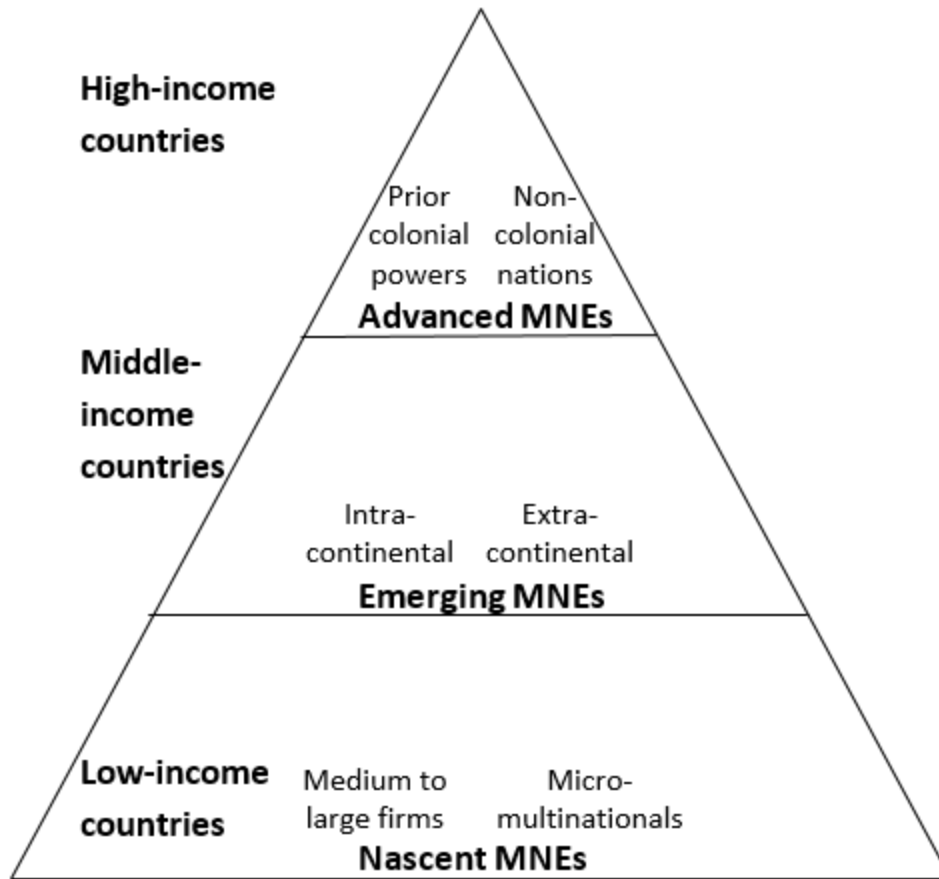 High-income
countries
Prior
colonial
powers
Non-
colonial
nations
Advanced MNEs
Middle-
income
countries
Intra-
continental
Extra-
continental
Emerging MNEs
Low-income
countries
Medium to
large firms
Micro-
multinationals
Nascent MNEs